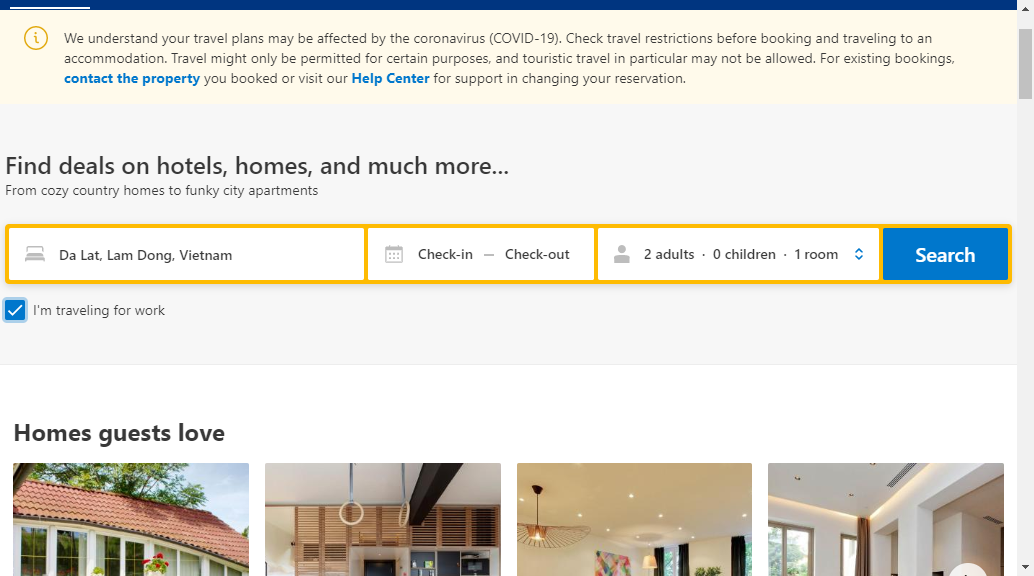 We understand your travel plans may be affected by the coronavirus (COVID-19). Check travel restrictions before booking and traveling to an
accommodation. Travel might only be permitted for certain purposes, and touristic travel in particular may not be allowed. For existing bookings,
contact the property you booked or visit our Help Center for support in changing your reservation.
Find deals on hotels, homes, and much more...
From cozy country homes to funky city apartments
Da Lat, Lam Dong, Vietnam Check-in — Check-out 2 adults · 0 children · 1 room Search
I'm traveling for work
Homes guests love